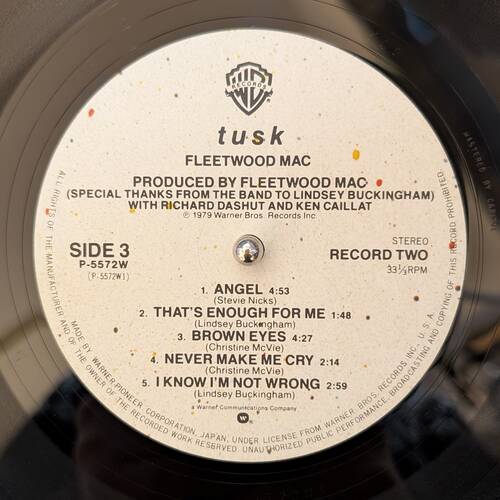 WB
RECORDS
tusk
FLEETWOOD MAC
PRODUCED BY FLEETWOOD MAC
(SPECIAL THANKS FROM THE BAND TO LINDSEY BUCKINGHAM)
WITH RICHARD DASHUT AND KEN CAILLAT
℗ 1979 Warner Bros. Records Inc.
SIDE 3
P-5572W
(P-5572W1)
STEREO
RECORD TWO
33⅓RPM
1. ANGEL 4:53
(Stevie Nicks)
2. THAT'S ENOUGH FOR ME 1:48
(Lindsey Buckingham)
3. BROWN EYES 4:27
(Christine McVie)
4. NEVER MAKE ME CRY 2:14
(Christine McVie)
5. I KNOW I'M NOT WRONG 2:59
(Lindsey Buckingham)
a Warner Communications Company
ALL RIGHTS OF THE MANUFACTURER AND OF THE OWNER OF THE RECORDED WORK RESERVED. UNAUTHORIZED PUBLIC PERFORMANCE, BROADCASTING AND COPYING OF THIS RECORD PROHIBITED.
MADE BY WARNER-PIONEER CORPORATION, JAPAN, UNDER LICENSE FROM WARNER BROS. RECORDS INC., U.S.A.
MASTERED BY CAPITOL